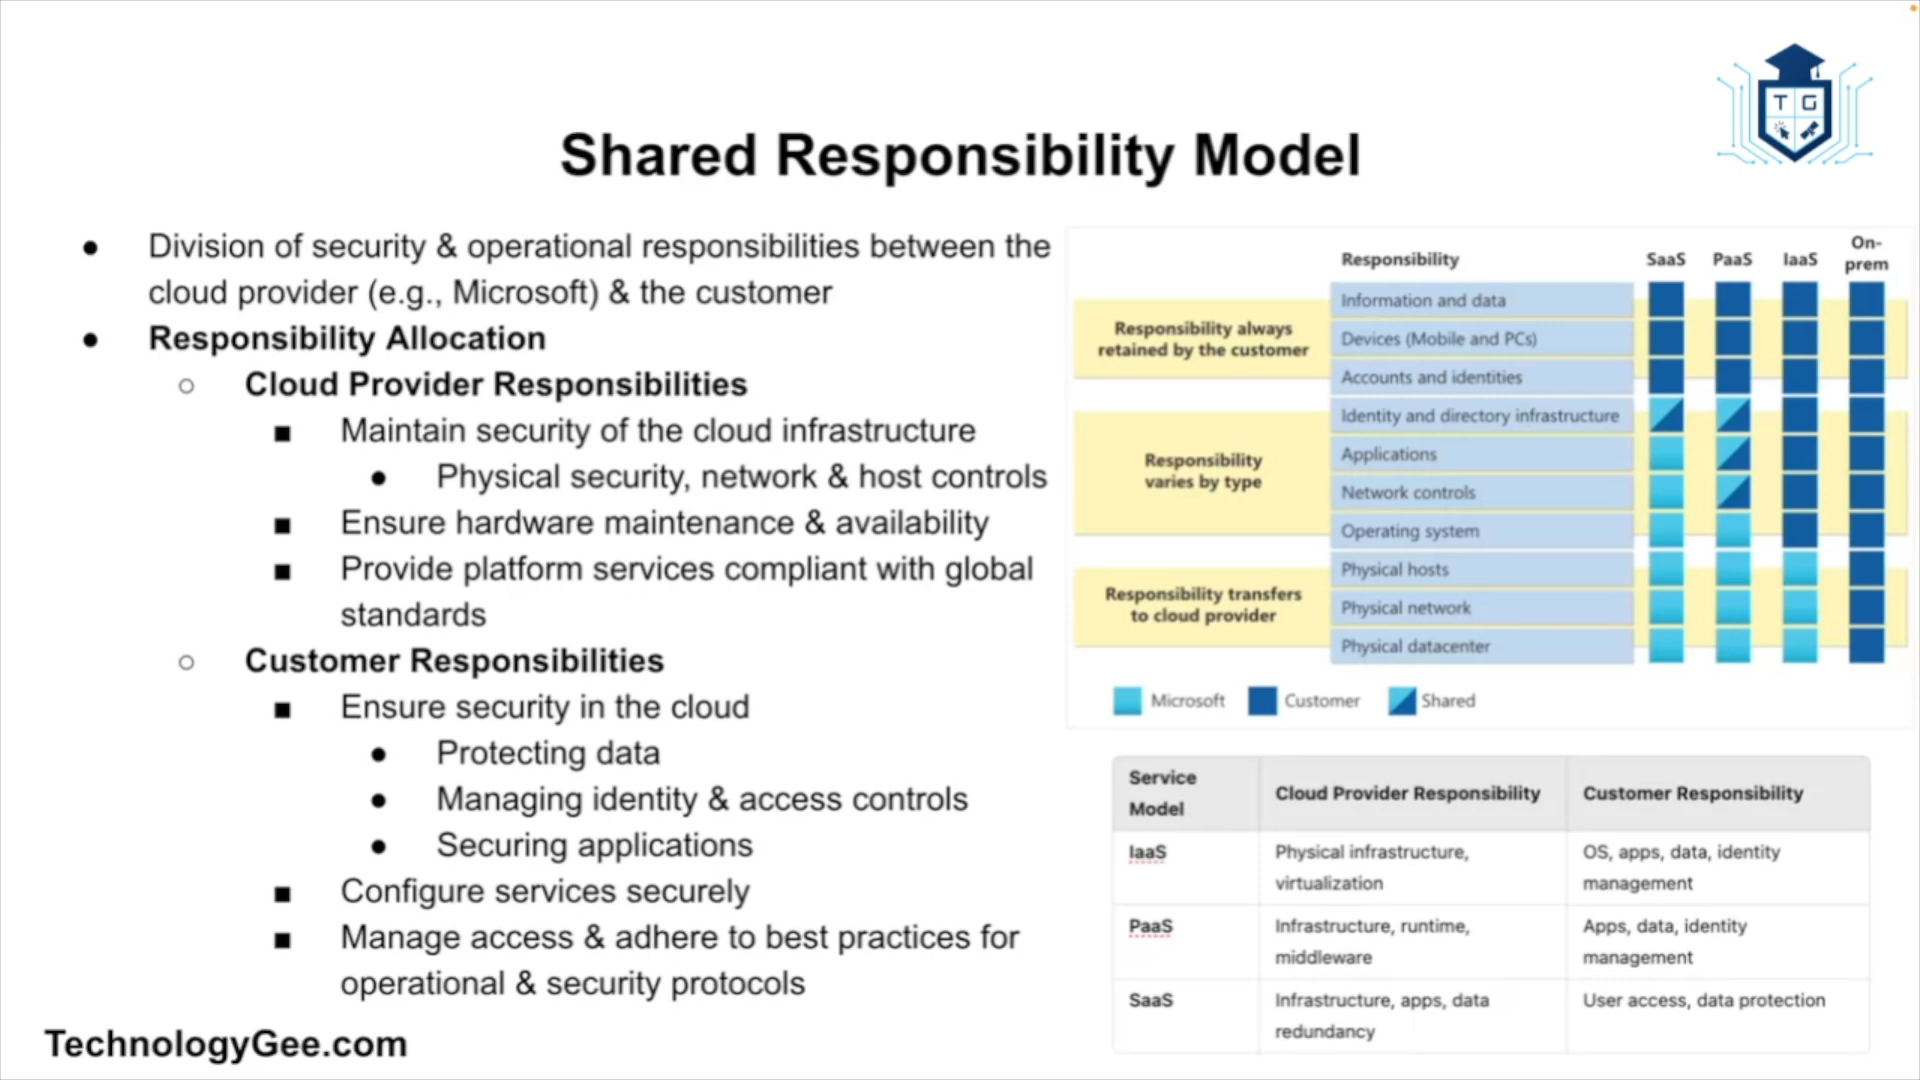 T G
Shared Responsibility Model
● Division of security & operational responsibilities between the
cloud provider (e.g., Microsoft) & the customer
● Responsibility Allocation
○ Cloud Provider Responsibilities
■ Maintain security of the cloud infrastructure
● Physical security, network & host controls
■ Ensure hardware maintenance & availability
■ Provide platform services compliant with global
standards
○ Customer Responsibilities
■ Ensure security in the cloud
● Protecting data
● Managing identity & access controls
● Securing applications
■ Configure services securely
■ Manage access & adhere to best practices for
operational & security protocols
TechnologyGee.com
Responsibility SaaS PaaS IaaS On-
prem
Responsibility always
retained by the customer
Information and data
Devices (Mobile and PCs)
Accounts and identities
Responsibility
varies by type
Identity and directory infrastructure
Applications
Network controls
Operating system
Responsibility transfers
to cloud provider
Physical hosts
Physical network
Physical datacenter
Microsoft Customer Shared
Service
Model
Cloud Provider Responsibility
Customer Responsibility
IaaS
Physical infrastructure,
virtualization
OS, apps, data, identity
management
PaaS
Infrastructure, runtime,
middleware
Apps, data, identity
management
SaaS
Infrastructure, apps, data
redundancy
User access, data protection